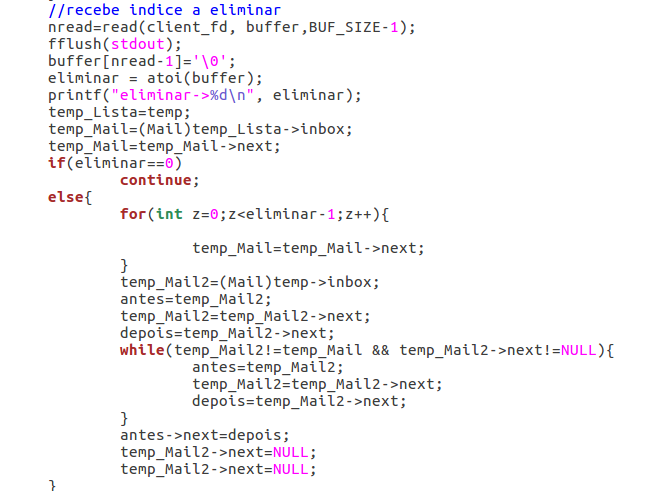 //recebe indice a eliminar
nread=read(client_fd, buffer,BUF_SIZE-1);
fflush(stdout);
buffer[nread-1]='\0';
eliminar = atoi(buffer);
printf("eliminar->%d\n", eliminar);
temp_Lista=temp;
temp_Mail=(Mail)temp_Lista->inbox;
temp_Mail=temp_Mail->next;
if(eliminar==0)
continue;
else{
for(int z=0;z<eliminar-1;z++){
temp_Mail=temp_Mail->next;
}
temp_Mail2=(Mail)temp->inbox;
antes=temp_Mail2;
temp_Mail2=temp_Mail2->next;
depois=temp_Mail2->next;
while(temp_Mail2!=temp_Mail && temp_Mail2->next!=NULL){
antes=temp_Mail2;
temp_Mail2=temp_Mail2->next;
depois=temp_Mail2->next;
}
antes->next=depois;
temp_Mail2->next=NULL;
temp_Mail2->next=NULL;
}